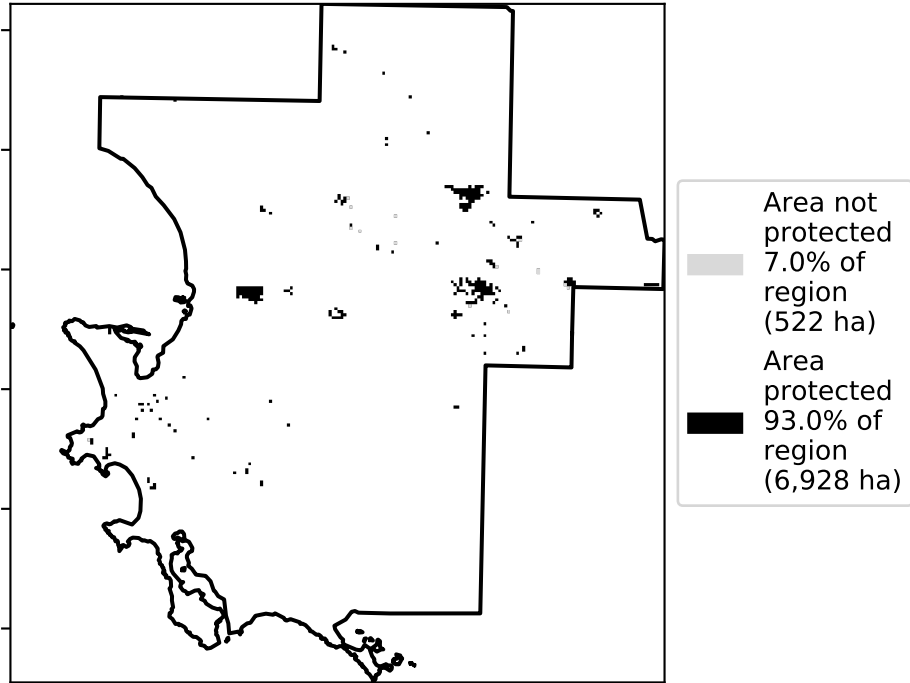 Area not
protected
7.0% of
region
(522 ha)
Area
protected
93.0% of
region
(6,928 ha)